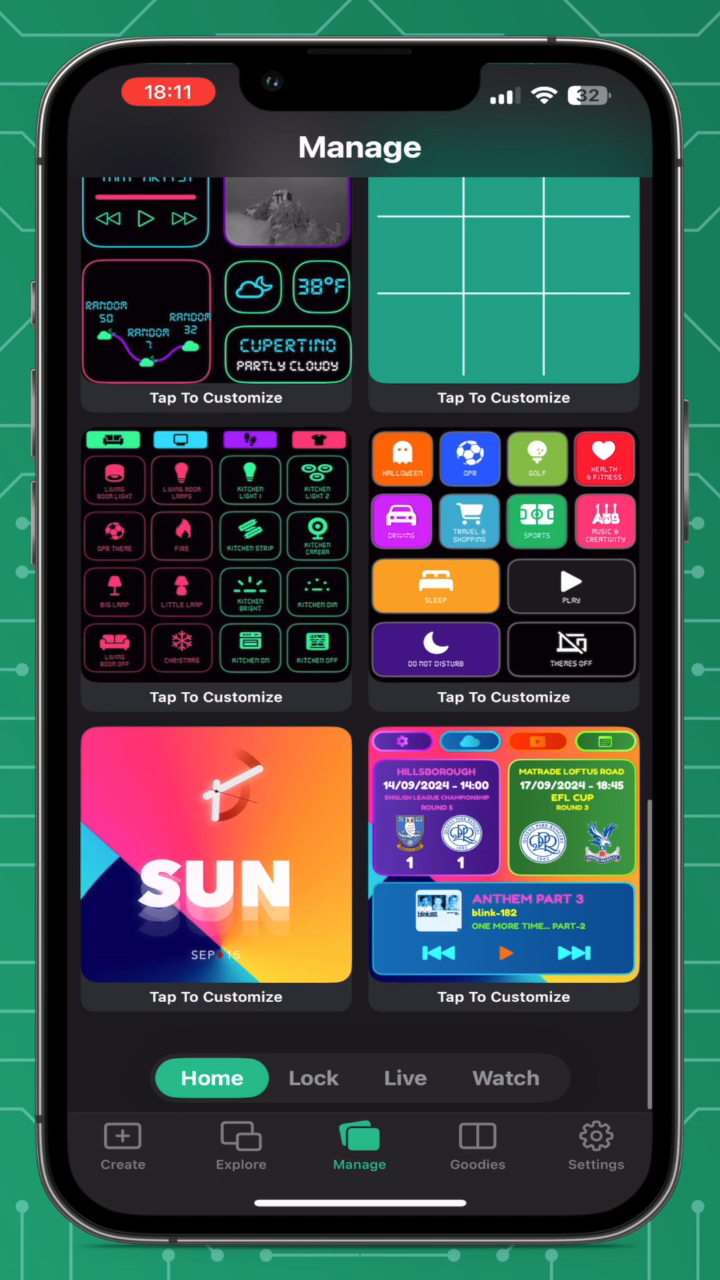 18:11
32
Manage
THAT ARTIST
RANDOM
50
RANDOM
7
RANDOM
32
38°F
CUPERTINO
PARTLY CLOUDY
Tap To Customize
Tap To Customize
LIVING
ROOM LIGHT
LIVING ROOM
LAMPS
KITCHEN
LIGHT 1
KITCHEN
LIGHT 2
QPR THEME
FIRE
KITCHEN STRIP
KITCHEN
CAMERA
BIG LAMP
LITTLE LAMP
KITCHEN
BRIGHT
KITCHEN DIM
LIVING
ROOM OFF
CHRISTMAS
KITCHEN ON
KITCHEN OFF
HALLOWEEN
QPR
GOLF
HEALTH
& FITNESS
DRIVING
TRAVEL &
SHOPPING
SPORTS
MUSIC &
CREATIVITY
SLEEP
PLAY
DO NOT DISTURB
THEMES OFF
Tap To Customize
Tap To Customize
SUN
SEP 15
HILLSBOROUGH
14/09/2024 - 14:00
ENGLISH LEAGUE CHAMPIONSHIP
ROUND 5
1
1
MATRADE LOFTUS ROAD
17/09/2024 - 18:45
EFL CUP
ROUND 3
ANTHEM PART 3
blink-182
ONE MORE TIME... PART-2
Tap To Customize
Tap To Customize
Home
Lock
Live
Watch
Create
Explore
Manage
Goodies
Settings